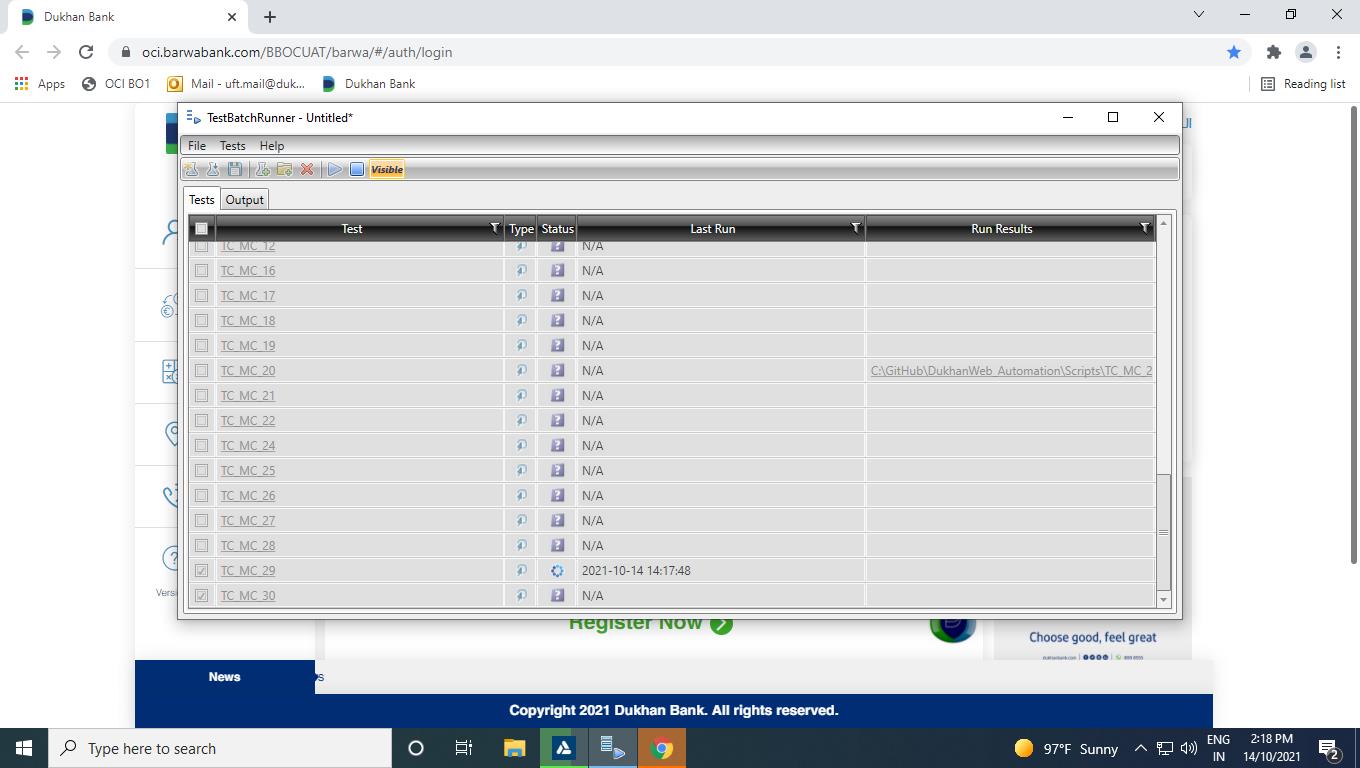 Dukhan Bank
oci.barwabank.com/BBOCUAT/barwa/#/auth/login
Apps OCI BO1 Mail - uft.mail@duk... Dukhan Bank Reading list
TestBatchRunner - Untitled*
File Tests Help
Visible
Tests Output
Test Type Status Last Run Run Results
TC_MC_12 N/A
TC_MC_16 N/A
TC_MC_17 N/A
TC_MC_18 N/A
TC_MC_19 N/A
TC_MC_20 N/A C:\GitHub\DukhanWeb_Automation\Scripts\TC_MC_2
TC_MC_21 N/A
TC_MC_22 N/A
TC_MC_24 N/A
TC_MC_25 N/A
TC_MC_26 N/A
TC_MC_27 N/A
TC_MC_28 N/A
TC_MC_29 2021-10-14 14:17:48
TC_MC_30 N/A
Versi
Register Now
Choose good, feel great
News
Copyright 2021 Dukhan Bank. All rights reserved.
Type here to search
97°F Sunny
ENG
IN
2:18 PM
14/10/2021
2